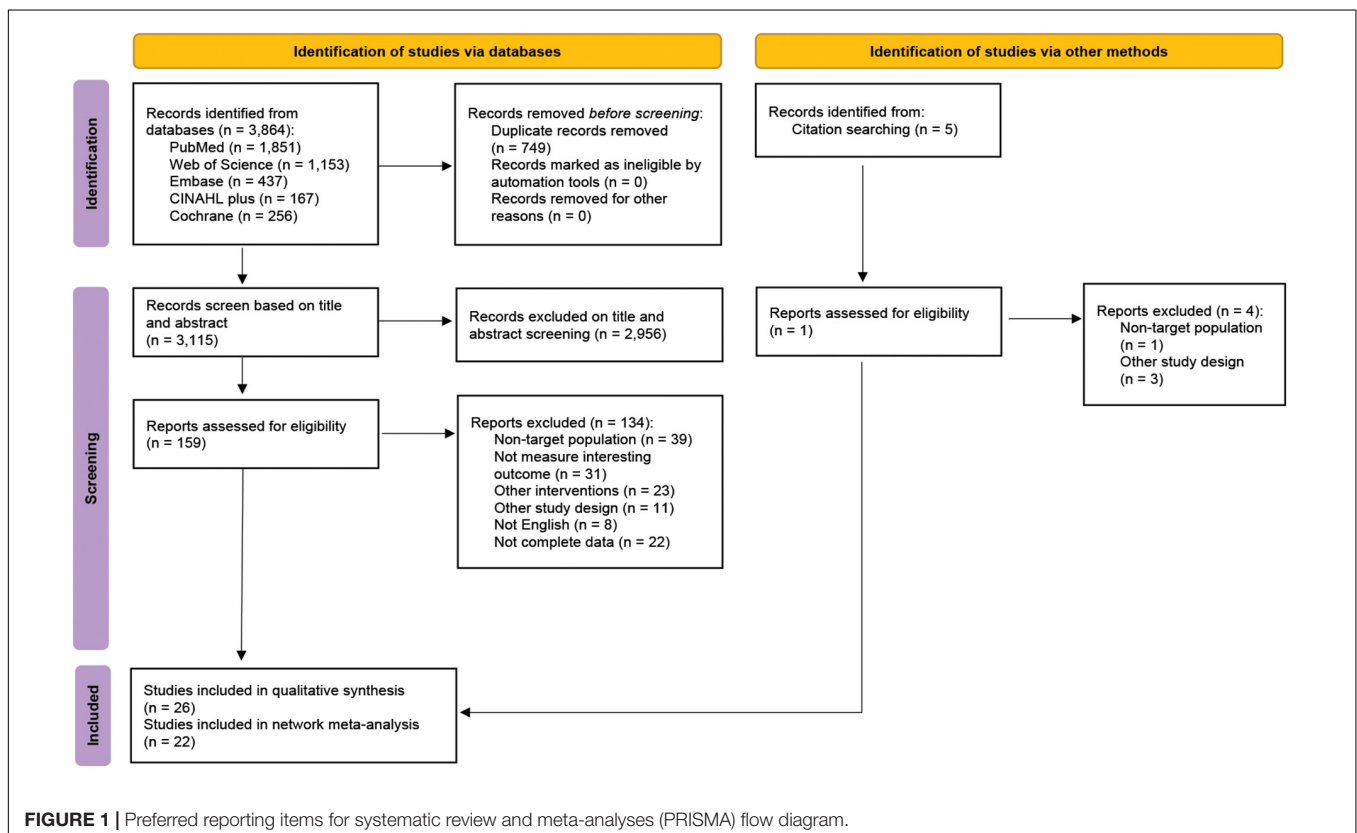 Identification of studies via databases
Identification of studies via other methods
Identification
Records identified from
databases (n = 3,864):
PubMed (n = 1,851)
Web of Science (n = 1,153)
Embase (n = 437)
CINAHL plus (n = 167)
Cochrane (n = 256)
Records removed before screening:
Duplicate records removed
(n = 749)
Records marked as ineligible by
automation tools (n = 0)
Records removed for other
reasons (n = 0)
Records identified from:
Citation searching (n = 5)
Screening
Records screen based on title
and abstract
(n = 3,115)
Records excluded on title and
abstract screening (n = 2,956)
Reports assessed for eligibility
(n = 1)
Reports excluded (n = 4):
Non-target population
(n = 1)
Other study design
(n = 3)
Reports assessed for eligibility
(n = 159)
Reports excluded (n = 134):
Non-target population (n = 39)
Not measure interesting
outcome (n = 31)
Other interventions (n = 23)
Other study design (n = 11)
Not English (n = 8)
Not complete data (n = 22)
Included
Studies included in qualitative synthesis
(n = 26)
Studies included in network meta-analysis
(n = 22)
FIGURE 1 | Preferred reporting items for systematic review and meta-analyses (PRISMA) flow diagram.